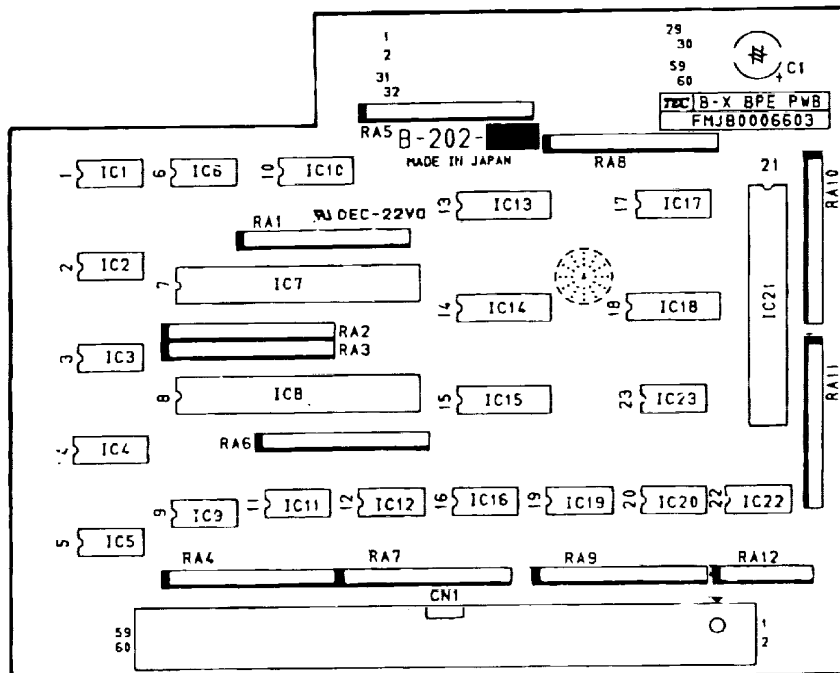 1
2
31
32
29
30
59
60
C1
+
TEC B-X BPE PWB
FMJB0006603
RA5
B-202-
MADE IN JAPAN
RA8
1 IC1
6 IC6
10 IC10
21
RA10
13 IC13
17 IC17
DEC-22V0
RA1
2 IC2
7 IC7
14 IC14
18 IC18
IC21
RA2
RA3
3 IC3
RA11
8 IC8
15 IC15
23 IC23
RA6
4 IC4
9 IC9
11 IC11
12 IC12
16 IC16
19 IC19
20 IC20
22 IC22
5 IC5
RA4
RA7
RA9
RA12
CN1
59
60
1
2